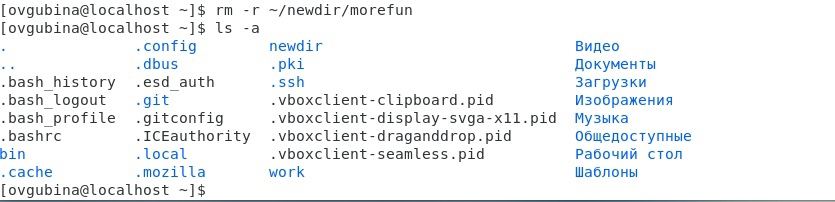 [ovgubina@localhost ~]$ rm -r ~/newdir/morefun
[ovgubina@localhost ~]$ ls -a
.              .config        newdir                            Видео
..             .dbus          .pki                              Документы
.bash_history  .esd_auth      .ssh                              Загрузки
.bash_logout   .git           .vboxclient-clipboard.pid         Изображения
.bash_profile  .gitconfig     .vboxclient-display-svga-x11.pid  Музыка
.bashrc        .ICEauthority  .vboxclient-draganddrop.pid       Общедоступные
bin            .local         .vboxclient-seamless.pid          Рабочий стол
.cache         .mozilla       work                              Шаблоны
[ovgubina@localhost ~]$